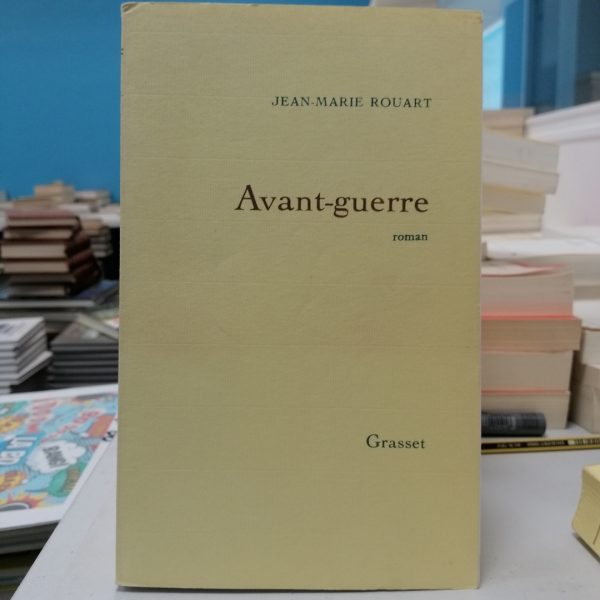 JEAN-MARIE ROUART
Avant-guerre
roman
Grasset